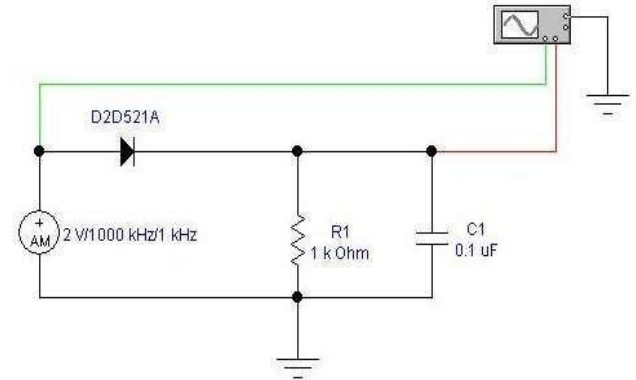 D2D521A
+
AM
2 V/1000 kHz/1 kHz
R1
1 k Ohm
C1
0.1 uF